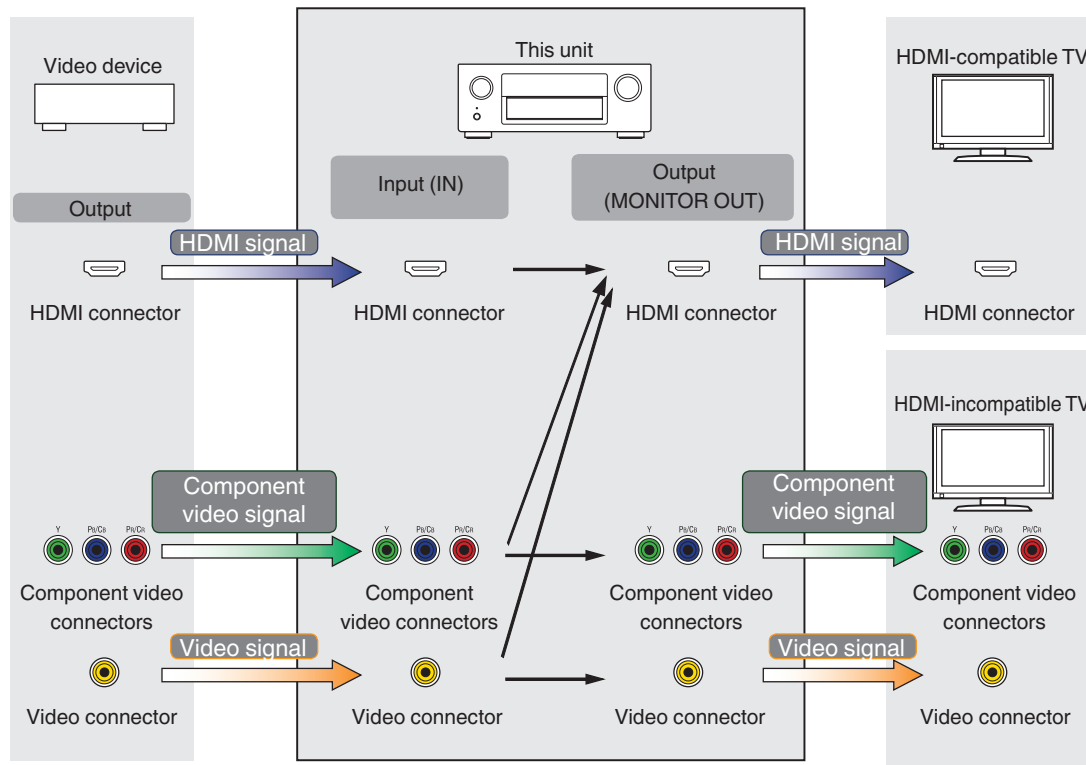 Video device
This unit
HDMI-compatible TV
Output
Input (IN)
Output
(MONITOR OUT)
HDMI signal
HDMI signal
HDMI connector
HDMI connector
HDMI connector
HDMI connector
HDMI-incompatible TV
Component
video signal
Component
video signal
Y
PB/CB
PR/CR
Y
PB/CB
PR/CR
Y
PB/CB
PR/CR
Y
PB/CB
PR/CR
Component video
connectors
Component
video connectors
Component video
connectors
Component video
connectors
Video signal
Video signal
Video connector
Video connector
Video connector
Video connector